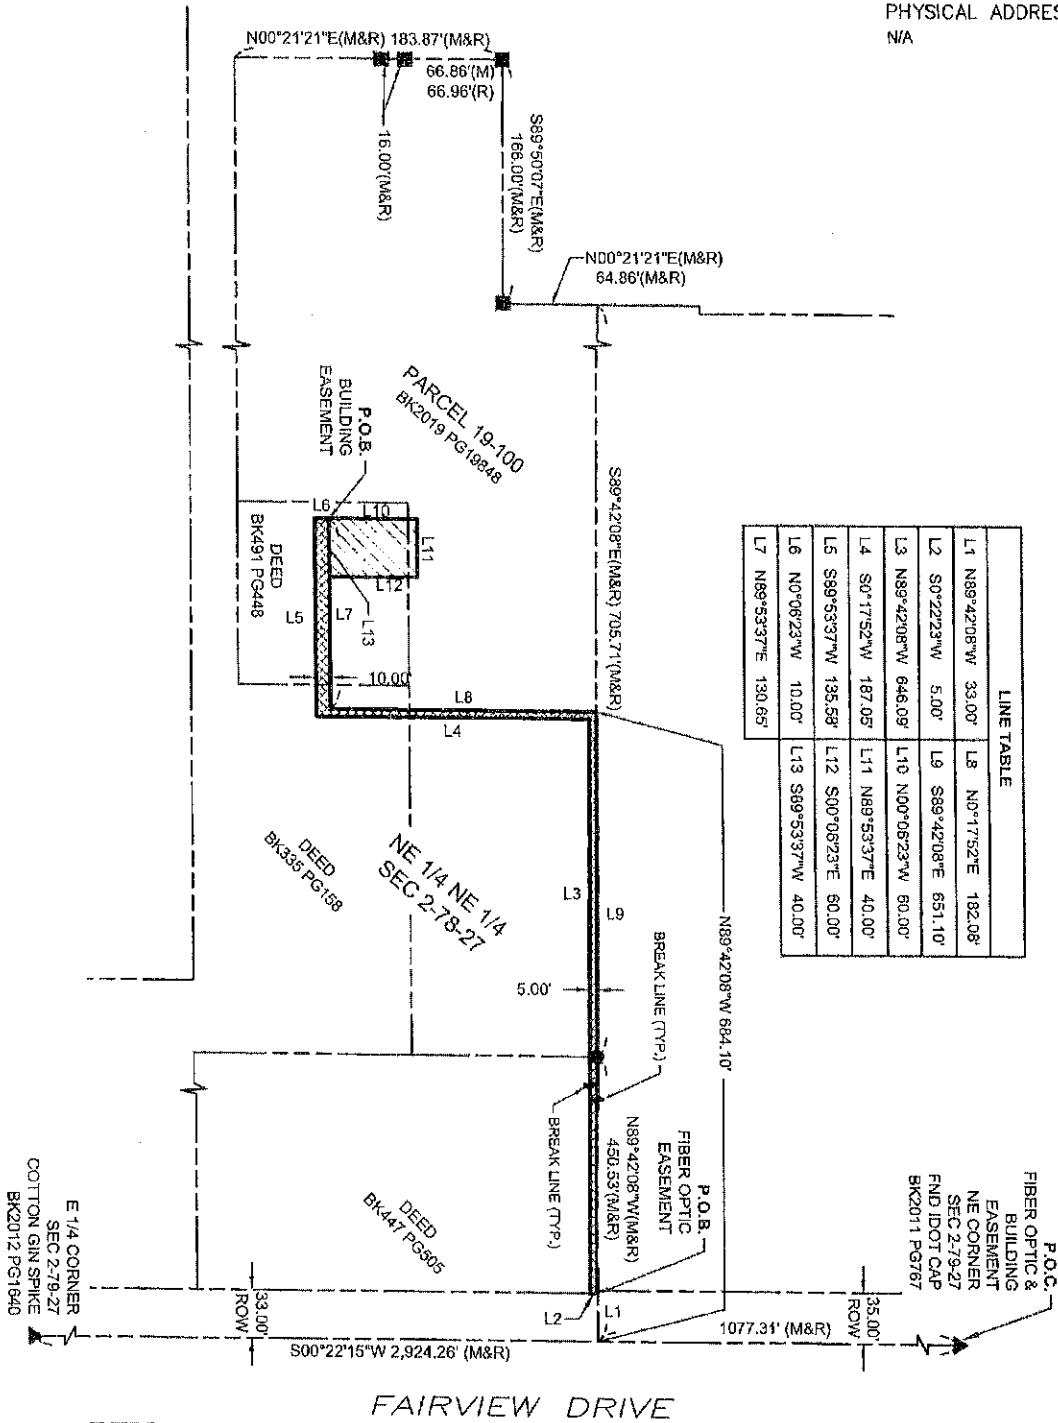 PHYSICAL ADDRES
N/A
N00°21'21"E(M&R) 183.87'(M&R)
66.86'(M)
66.96'(R)
16.00'(M&R)
S89°50'07"E(M&R)
166.00'(M&R)
N00°21'21"E(M&R)
64.86'(M&R)
PARCEL 19-100
BK2019 PG19848
P.O.B.
BUILDING
EASEMENT
S89°42'08"E(M&R) 705.71'(M&R)
L6
L10
L11
L12
L5
L7
L13
10.00'
DEED
BK491 PG448
L8
L4
LINE TABLE
L1 N89°42'08"W 33.00' L8 N0°17'52"E 182.08'
L2 S0°22'23"W 5.00' L9 S89°42'08"E 651.10'
L3 N89°42'08"W 646.09' L10 N00°06'23"W 60.00'
L4 S0°17'52"W 187.05' L11 N89°53'37"E 40.00'
L5 S89°53'37"W 135.58' L12 S00°06'23"E 60.00'
L6 N0°06'23"W 10.00' L13 S89°53'37"W 40.00'
L7 N89°53'37"E 130.65'
NE 1/4 NE 1/4
SEC 2-78-27
DEED
BK335 PG158
L3
L9
5.00'
BREAK LINE (TYP.)
BREAK LINE (TYP.)
N89°42'08"W 684.10'
N89°42'08"W(M&R)
450.53'(M&R)
P.O.B.
FIBER OPTIC
EASEMENT
DEED
BK447 PG505
P.O.C.
FIBER OPTIC &
BUILDING
EASEMENT
NE CORNER
SEC 2-79-27
FND IDOT CAP
BK2011 PG767
L2
L1
33.00'
ROW
35.00'
ROW
1077.31' (M&R)
S00°22'15"W 2,924.26' (M&R)
E 1/4 CORNER
SEC 2-79-27
COTTON GIN SPIKE
BK2012 PG1640
FAIRVIEW DRIVE